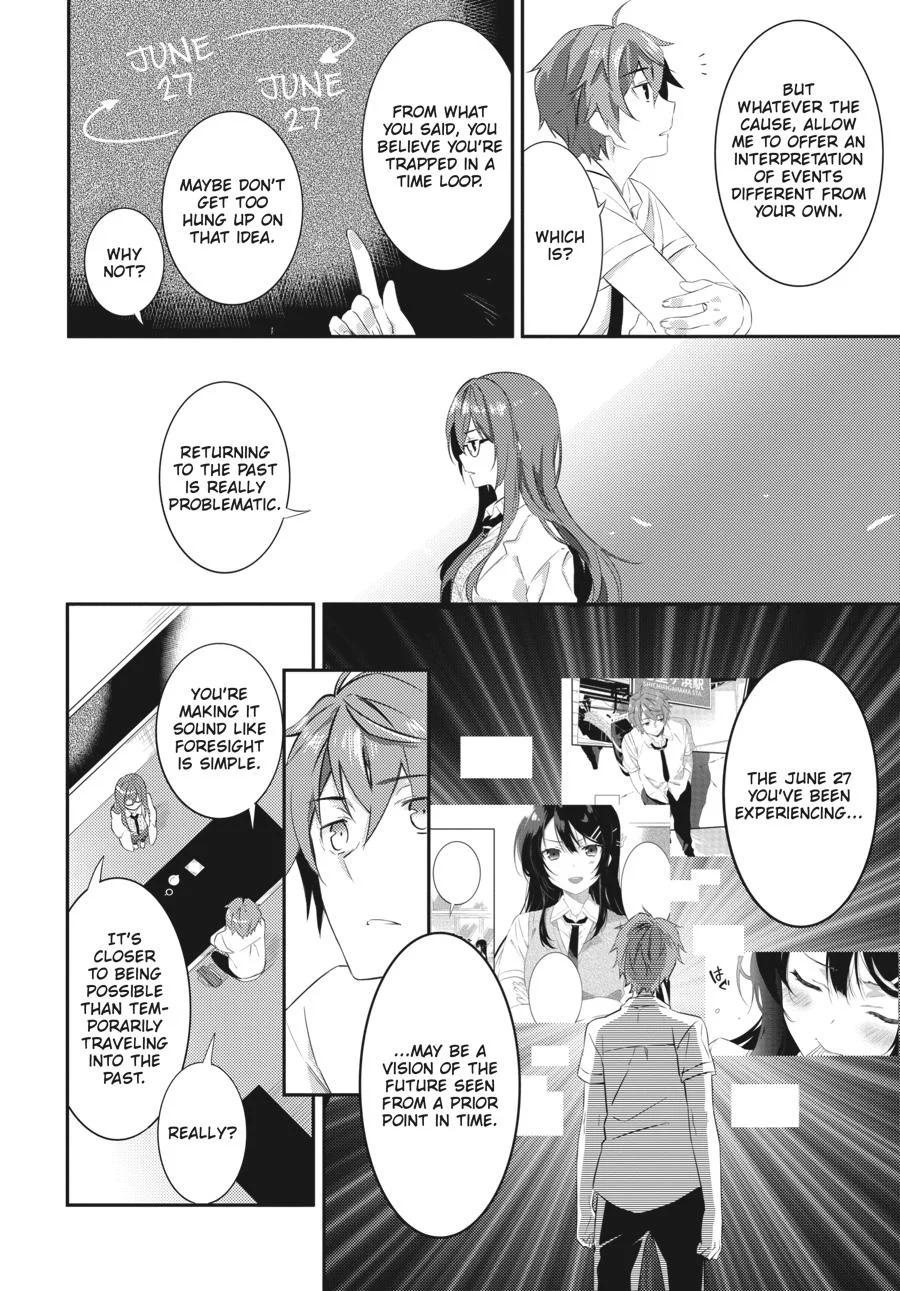 BUT
WHATEVER THE
CAUSE, ALLOW
ME TO OFFER AN
INTERPRETATION
OF EVENTS
DIFFERENT FROM
YOUR OWN.
WHICH
IS?
FROM WHAT
YOU SAID, YOU
BELIEVE YOU'RE
TRAPPED IN A
TIME LOOP.
JUNE
27
JUNE
27
MAYBE DON'T
GET TOO
HUNG UP ON
THAT IDEA.
WHY
NOT?
RETURNING
TO THE PAST
IS REALLY
PROBLEMATIC.
THE JUNE 27
YOU'VE BEEN
EXPERIENCING...
はぐ
...MAY BE A
VISION OF THE
FUTURE SEEN
FROM A PRIOR
POINT IN TIME.
YOU'RE
MAKING IT
SOUND LIKE
FORESIGHT
IS SIMPLE.
IT'S
CLOSER
TO BEING
POSSIBLE
THAN TEM-
PORARILY
TRAVELING
INTO THE
PAST.
REALLY?